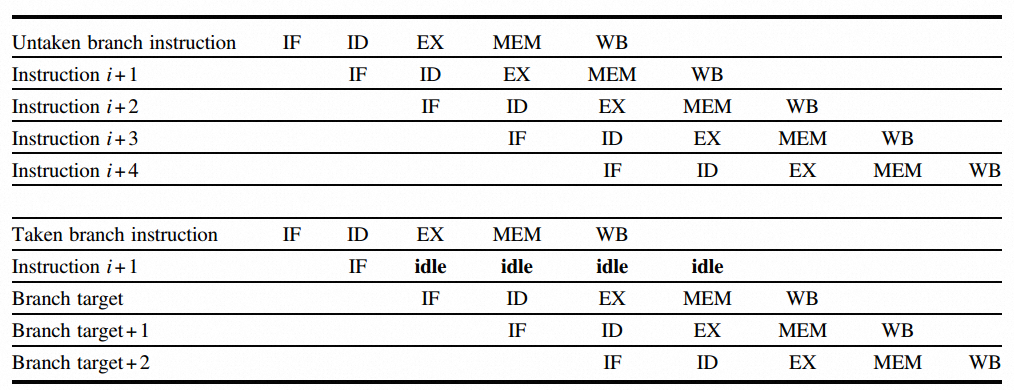 Untaken branch instruction IF ID EX MEM WB
Instruction i+1 IF ID EX MEM WB
Instruction i+2 IF ID EX MEM WB
Instruction i+3 IF ID EX MEM WB
Instruction i+4 IF ID EX MEM WB
Taken branch instruction IF ID EX MEM WB
Instruction i+1 IF idle idle idle idle
Branch target IF ID EX MEM WB
Branch target+1 IF ID EX MEM WB
Branch target+2 IF ID EX MEM WB